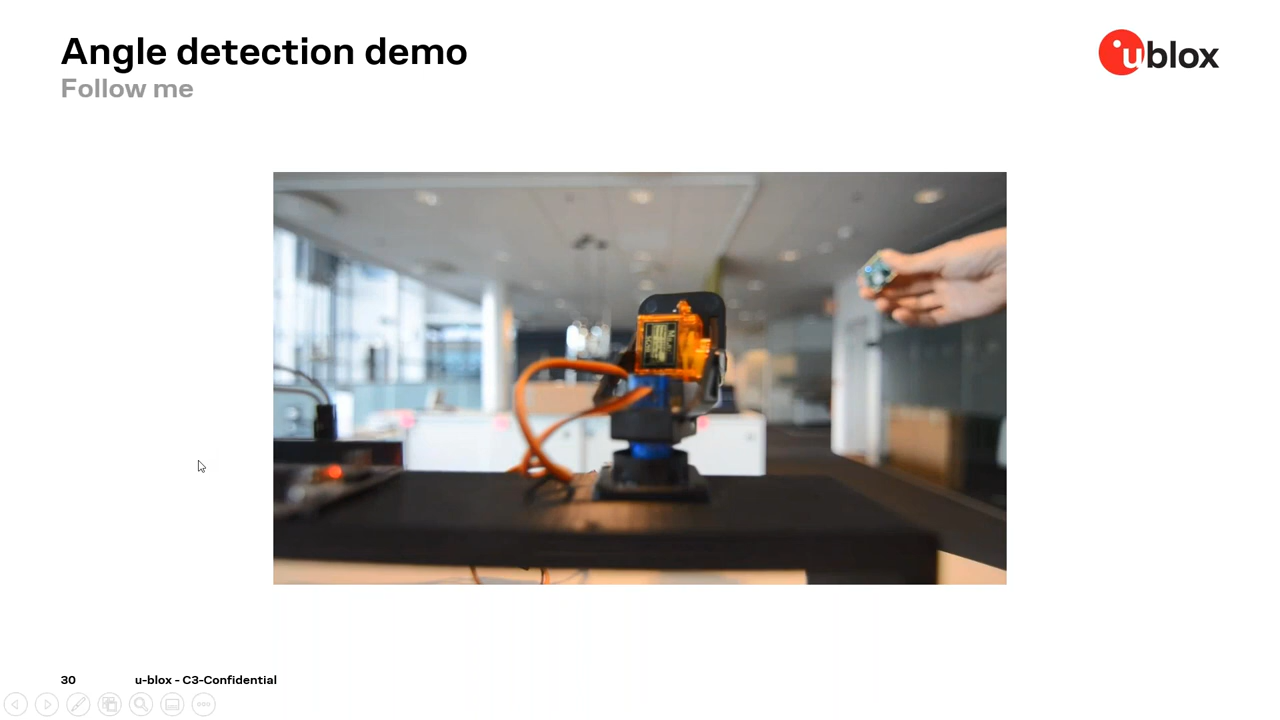 Angle detection demo
Follow me
ublox
30
u-blox - C3-Confidential